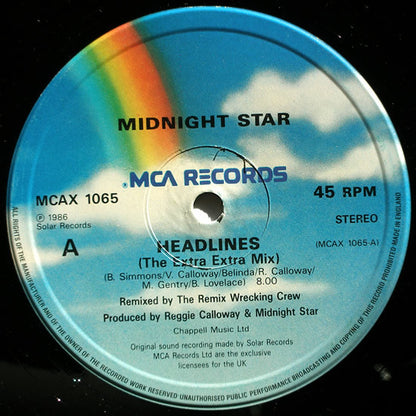 MIDNIGHT STAR
MCA RECORDS
MCAX 1065
45 RPM
℗ 1986
Solar Records
STEREO
A
HEADLINES
(MCAX 1065-A)
(The Extra Extra Mix)
(B. Simmons/V. Calloway/Belinda/R. Calloway/
M. Gentry/B. Lovelace) 8.00
Remixed by The Remix Wrecking Crew
Produced by Reggie Calloway & Midnight Star
Chappell Music Ltd
Original sound recording made by Solar Records
MCA Records Ltd are the exclusive
licensees for the UK
ALL RIGHTS OF THE MANUFACTURER AND OF THE OWNER OF THE RECORDED WORK RESERVED UNAUTHORISED PUBLIC PERFORMANCE BROADCASTING AND COPYING OF THIS RECORD PROHIBITED MADE IN ENGLAND